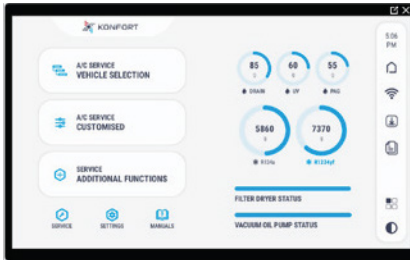 KONFORT
5:06
PM
A/C SERVICE
VEHICLE SELECTION
A/C SERVICE
CUSTOMISED
SERVICE
ADDITIONAL FUNCTIONS
SERVICE
SETTINGS
MANUALS
85
60
55
DRAIN
UV
PAG
5860
7370
R134a
R1234yf
FILTER DRYER STATUS
VACUUM OIL PUMP STATUS